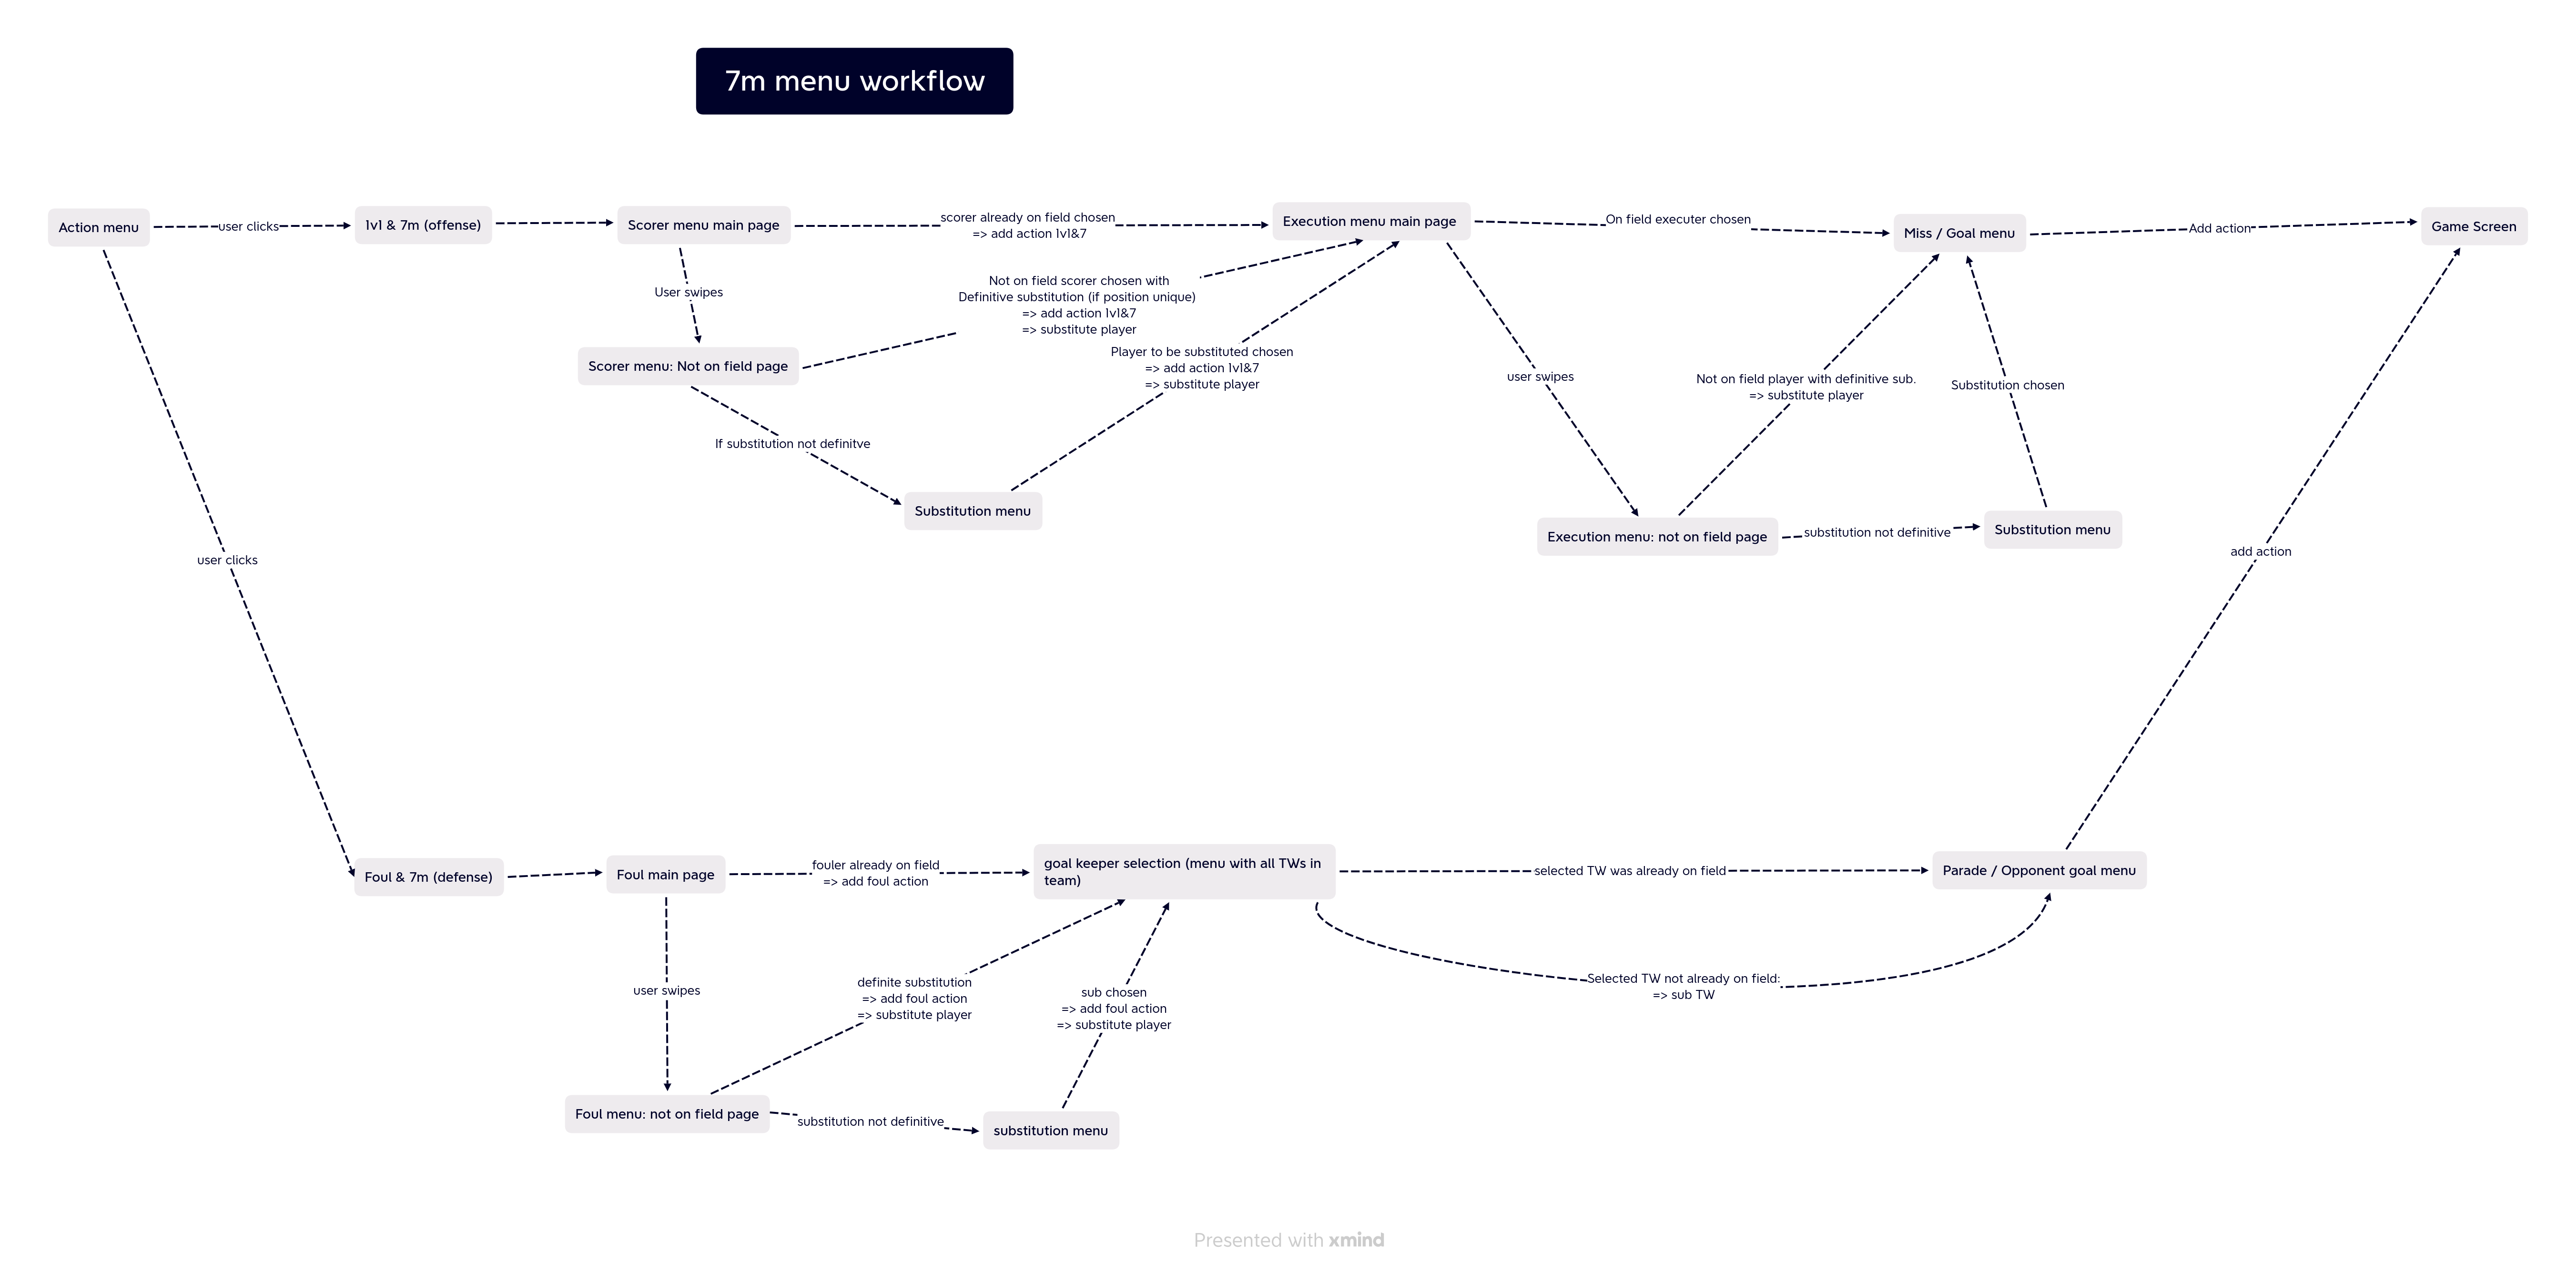 7m menu workflow
Action menu
user clicks
1v1 & 7m (offense)
Scorer menu main page
scorer already on field chosen
=> add action 1v1&7
Execution menu main page
On field executer chosen
Miss / Goal menu
Add action
Game Screen
User swipes
Not on field scorer chosen with
Definitive substitution (if position unique)
=> add action 1v1&7
=> substitute player
Scorer menu: Not on field page
Player to be substituted chosen
=> add action 1v1&7
=> substitute player
user swipes
Not on field player with definitive sub.
=> substitute player
Substitution chosen
If substitution not definitve
Substitution menu
Execution menu: not on field page
substitution not definitive
Substitution menu
user clicks
add action
Foul & 7m (defense)
Foul main page
fouler already on field
=> add foul action
goal keeper selection (menu with all TWs in
team)
selected TW was already on field
Parade / Opponent goal menu
user swipes
definite substitution
=> add foul action
=> substitute player
sub chosen
=> add foul action
=> substitute player
Selected TW not already on field:
=> sub TW
Foul menu: not on field page
substitution not definitive
substitution menu
Presented with xmind